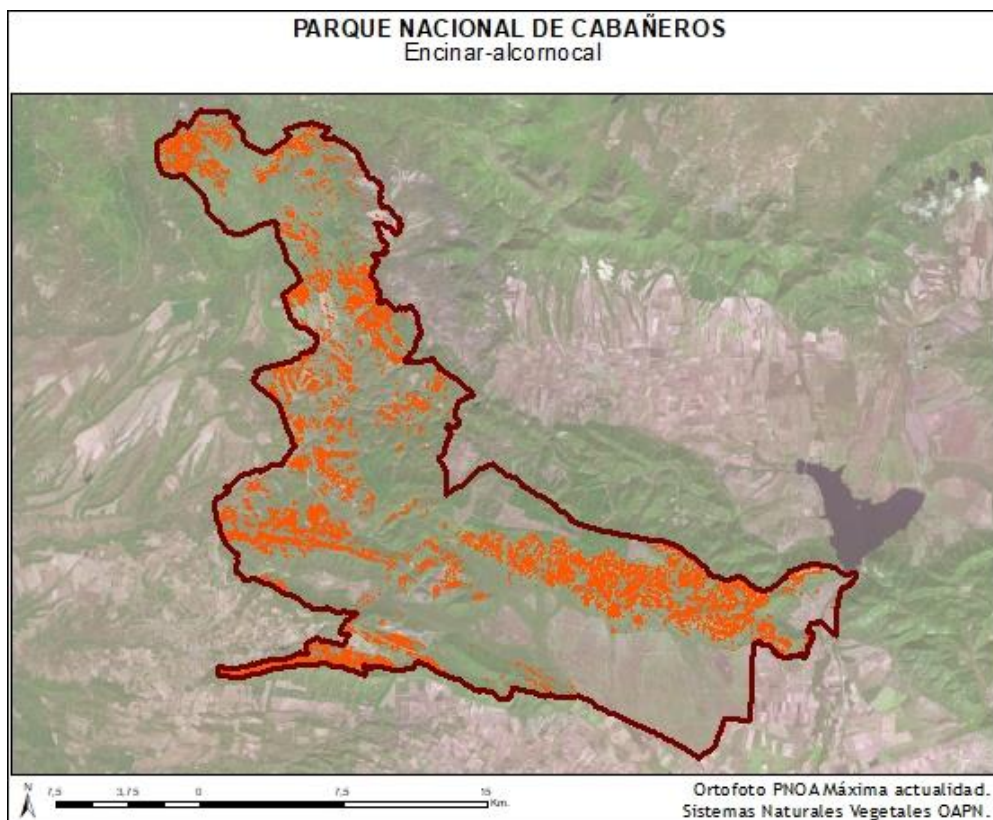 PARQUE NACIONAL DE CABAÑEROS
Encinar-alcornocal
N
7,5 3,75 0 7,5 15
Km.
Ortofoto PNOA Máxima actualidad.
Sistemas Naturales Vegetales OAPN.